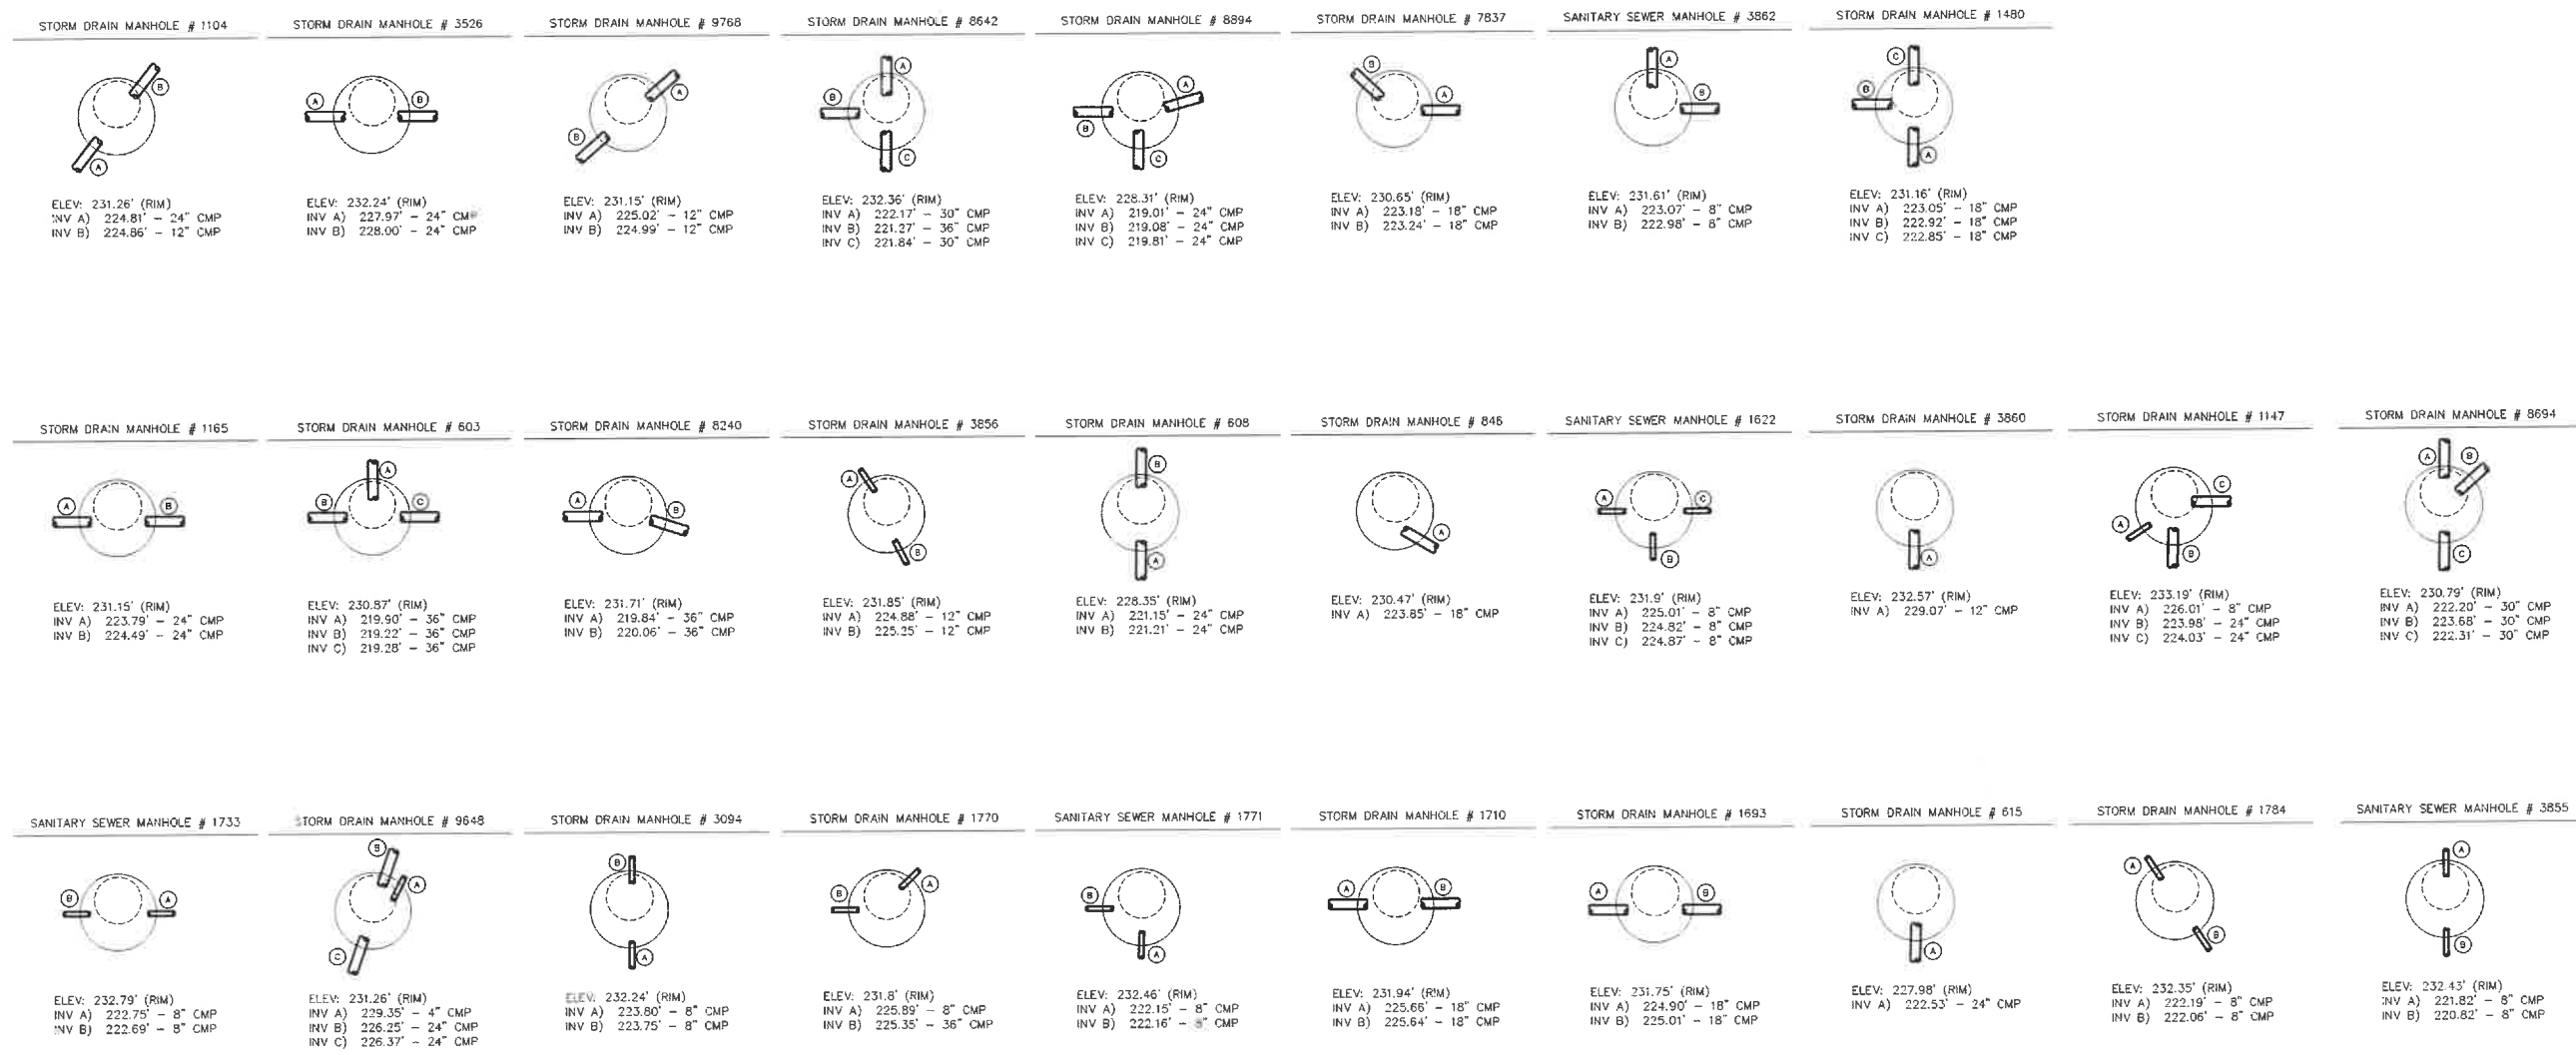 STORM DRAIN MANHOLE # 1104
B
A
ELEV: 231.26' (RIM)
INV A) 224.81' - 24" CMP
INV B) 224.86' - 12" CMP
STORM DRAIN MANHOLE # 3526
A
B
ELEV: 232.24' (RIM)
INV A) 227.97' - 24" CMP
INV B) 228.00' - 24" CMP
STORM DRAIN MANHOLE # 9768
A
B
ELEV: 231.15' (RIM)
INV A) 225.02' - 12" CMP
INV B) 224.99' - 12" CMP
STORM DRAIN MANHOLE # 8642
A
B
C
ELEV: 232.36' (RIM)
INV A) 222.17' - 30" CMP
INV B) 221.27' - 36" CMP
INV C) 221.84' - 30" CMP
STORM DRAIN MANHOLE # 8894
A
B
B
C
ELEV: 228.31' (RIM)
INV A) 219.01' - 24" CMP
INV B) 219.08' - 24" CMP
INV C) 219.81' - 24" CMP
STORM DRAIN MANHOLE # 7837
B
A
ELEV: 230.65' (RIM)
INV A) 223.18' - 18" CMP
INV B) 223.24' - 18" CMP
SANITARY SEWER MANHOLE # 3862
A
B
ELEV: 231.61' (RIM)
INV A) 223.07' - 8" CMP
INV B) 222.98' - 8" CMP
STORM DRAIN MANHOLE # 1480
C
B
A
ELEV: 231.16' (RIM)
INV A) 223.05' - 18" CMP
INV B) 222.92' - 18" CMP
INV C) 222.85' - 18" CMP
STORM DRAIN MANHOLE # 1165
A
B
ELEV: 231.15' (RIM)
INV A) 223.79' - 24" CMP
INV B) 224.49' - 24" CMP
STORM DRAIN MANHOLE # 603
A
B
C
ELEV: 230.87' (RIM)
INV A) 219.90' - 36" CMP
INV B) 219.22' - 36" CMP
INV C) 219.28' - 36" CMP
STORM DRAIN MANHOLE # 8240
A
B
ELEV: 231.71' (RIM)
INV A) 219.84' - 36" CMP
INV B) 220.06' - 36" CMP
STORM DRAIN MANHOLE # 3856
A
B
ELEV: 231.85' (RIM)
INV A) 224.88' - 12" CMP
INV B) 225.25' - 12" CMP
STORM DRAIN MANHOLE # 608
B
A
ELEV: 228.35' (RIM)
INV A) 221.15' - 24" CMP
INV B) 221.21' - 24" CMP
STORM DRAIN MANHOLE # 846
A
ELEV: 230.47' (RIM)
INV A) 223.85' - 18" CMP
SANITARY SEWER MANHOLE # 1622
A
C
B
ELEV: 231.9' (RIM)
INV A) 225.01' - 8" CMP
INV B) 224.82' - 8" CMP
INV C) 224.87' - 8" CMP
STORM DRAIN MANHOLE # 3860
A
ELEV: 232.57' (RIM)
INV A) 229.07' - 12" CMP
STORM DRAIN MANHOLE # 1147
C
A
B
ELEV: 233.19' (RIM)
INV A) 226.01' - 8" CMP
INV B) 223.98' - 24" CMP
INV C) 224.03' - 24" CMP
STORM DRAIN MANHOLE # 8694
A
B
C
ELEV: 230.79' (RIM)
INV A) 222.20' - 30" CMP
INV B) 223.68' - 30" CMP
INV C) 222.31' - 30" CMP
SANITARY SEWER MANHOLE # 1733
B
A
ELEV: 232.79' (RIM)
INV A) 222.75' - 8" CMP
INV B) 222.69' - 8" CMP
STORM DRAIN MANHOLE # 9648
B
A
C
ELEV: 231.26' (RIM)
INV A) 229.35' - 4" CMP
INV B) 226.25' - 24" CMP
INV C) 226.37' - 24" CMP
STORM DRAIN MANHOLE # 3094
B
A
ELEV: 232.24' (RIM)
INV A) 223.80' - 8" CMP
INV B) 223.75' - 8" CMP
STORM DRAIN MANHOLE # 1770
B
A
ELEV: 231.8' (RIM)
INV A) 225.89' - 8" CMP
INV B) 225.35' - 36" CMP
SANITARY SEWER MANHOLE # 1771
B
A
ELEV: 232.46' (RIM)
INV A) 222.15' - 8" CMP
INV B) 222.16' - CMP
STORM DRAIN MANHOLE # 1710
A
B
ELEV: 231.94' (RIM)
INV A) 225.66' - 18" CMP
INV B) 225.64' - 18" CMP
STORM DRAIN MANHOLE # 1693
A
B
ELEV: 231.75' (RIM)
INV A) 224.90' - 18" CMP
INV B) 225.01' - 18" CMP
STORM DRAIN MANHOLE # 615
A
ELEV: 227.98' (RIM)
INV A) 222.53' - 24" CMP
STORM DRAIN MANHOLE # 1784
A
B
ELEV: 232.35' (RIM)
INV A) 222.19' - 8" CMP
INV B) 222.06' - 8" CMP
SANITARY SEWER MANHOLE # 3855
A
B
ELEV: 232.43' (RIM)
INV A) 221.82' - 8" CMP
INV B) 220.82' - 8" CMP